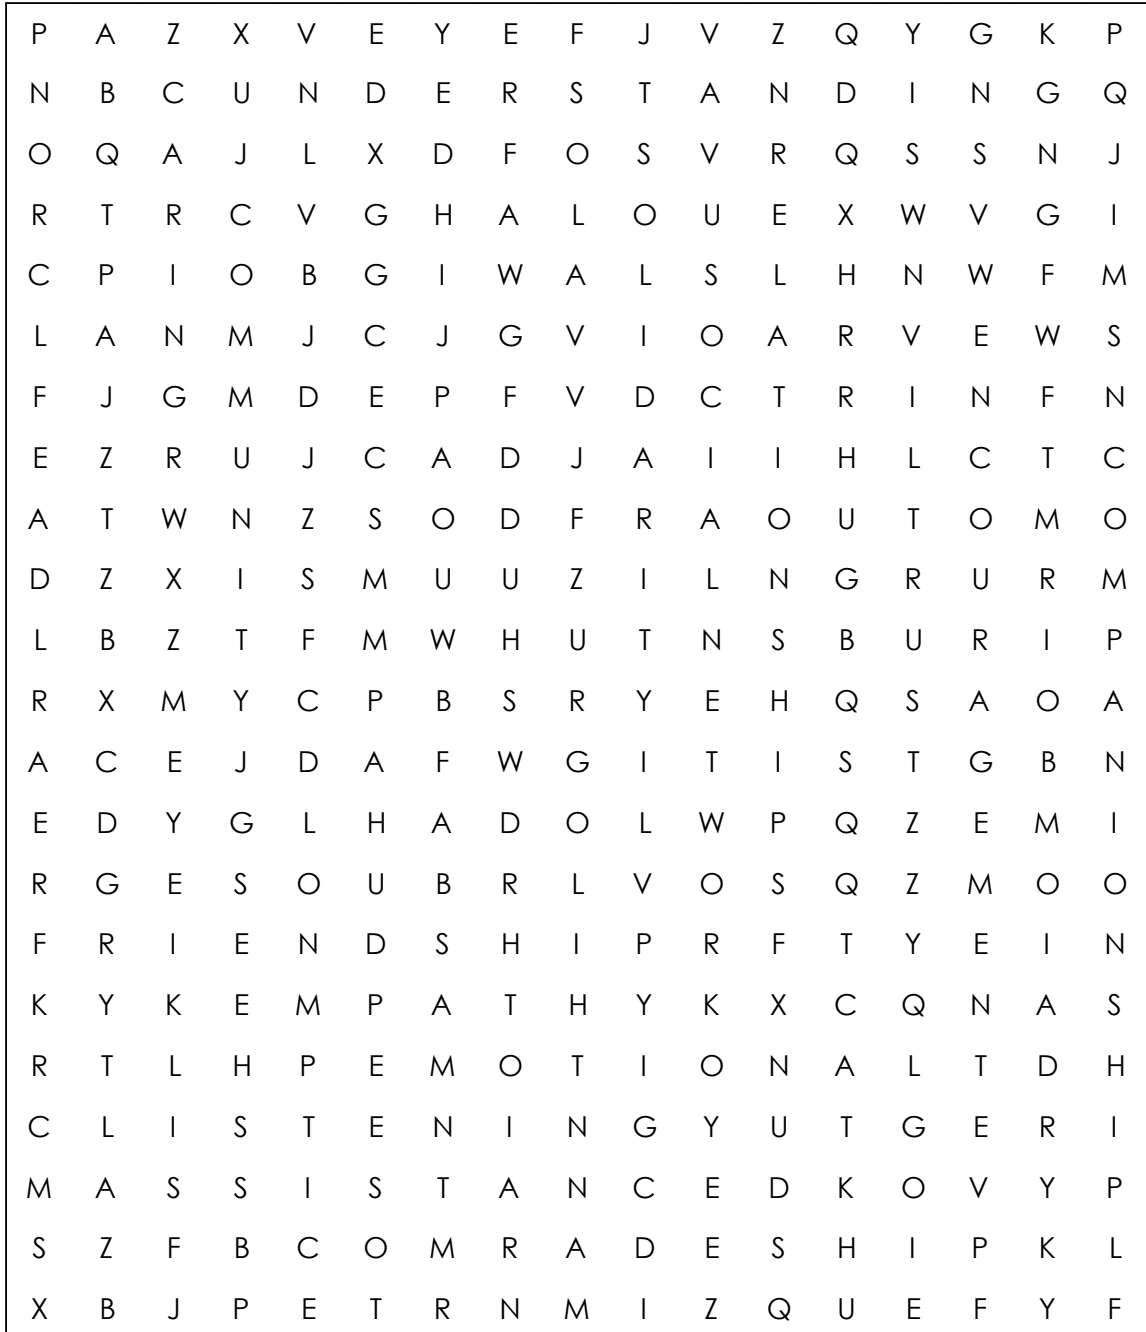 P A Z X V E Y E F J V Z Q Y G K P
N B C U N D E R S T A N D I N G Q
O Q A J L X D F O S V R Q S S N J
R T R C V G H A L O U E X W V G I
C P I O B G I W A L S L H N W F M
L A N M J C J G V I O A R V E W S
F J G M D E P F V D C T R I N F N
E Z R U J C A D J A I I H L C T C
A T W N Z S O D F R A O U T O M O
D Z X I S M U U Z I L N G R U R M
L B Z T F M W H U T N S B U R I P
R X M Y C P B S R Y E H Q S A O A
A C E J D A F W G I T I S T G B N
E D Y G L H A D O L W P Q Z E M I
R G E S O U B R L V O S Q Z M O O
F R I E N D S H I P R F T Y E I N
K Y K E M P A T H Y K X C Q N A S
R T L H P E M O T I O N A L T D H
C L I S T E N I N G Y U T G E R I
M A S S I S T A N C E D K O V Y P
S Z F B C O M R A D E S H I P K L
X B J P E T R N M I Z Q U E F Y F